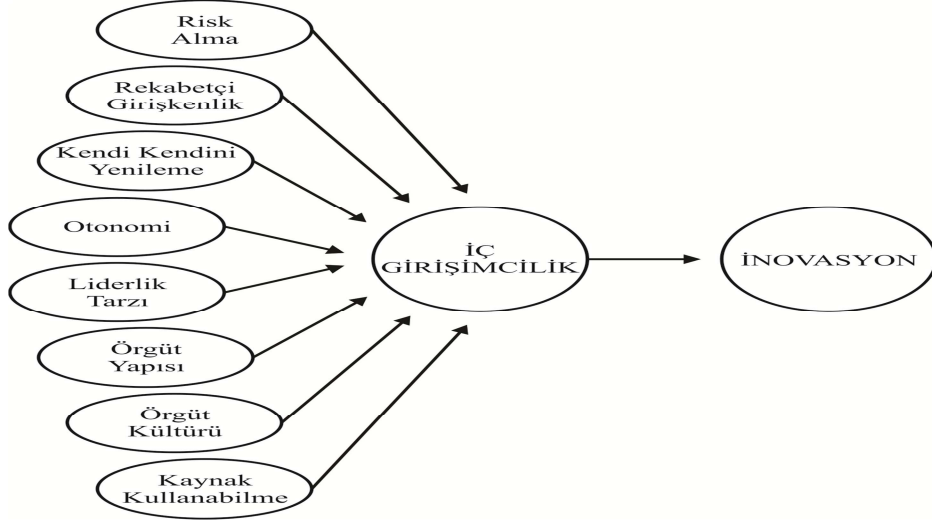 Risk
Alma
Rekabetçi
Girişkenlik
Kendi Kendini
Yenileme
Otonomi
Liderlik
Tarzı
Örgüt
Yapısı
Örgüt
Kültürü
Kaynak
Kullanabilme
İÇ
GİRİŞİMCİLİK
İNOVASYON